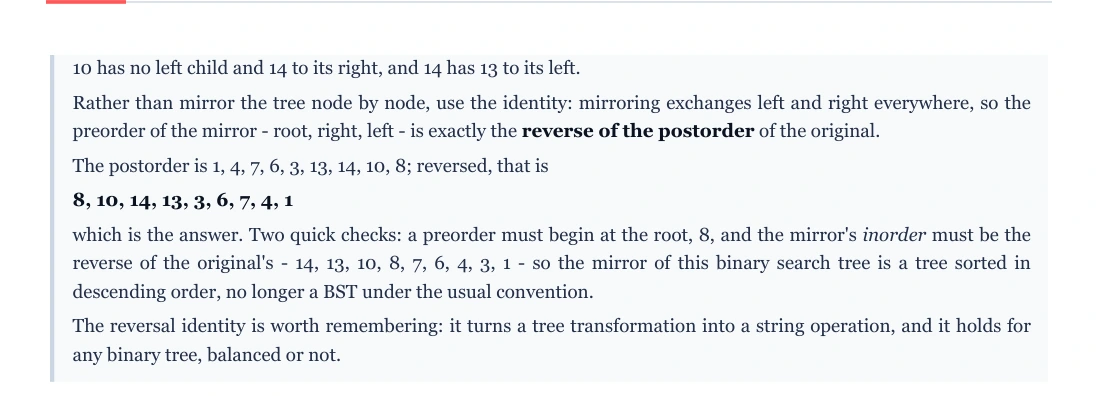 10 has no left child and 14 to its right, and 14 has 13 to its left.
Rather than mirror the tree node by node, use the identity: mirroring exchanges left and right everywhere, so the
preorder of the mirror - root, right, left - is exactly the reverse of the postorder of the original.
The postorder is 1, 4, 7, 6, 3, 13, 14, 10, 8; reversed, that is
8, 10, 14, 13, 3, 6, 7, 4, 1
which is the answer. Two quick checks: a preorder must begin at the root, 8, and the mirror's inorder must be the
reverse of the original's - 14, 13, 10, 8, 7, 6, 4, 3, 1 - so the mirror of this binary search tree is a tree sorted in
descending order, no longer a BST under the usual convention.
The reversal identity is worth remembering: it turns a tree transformation into a string operation, and it holds for
any binary tree, balanced or not.